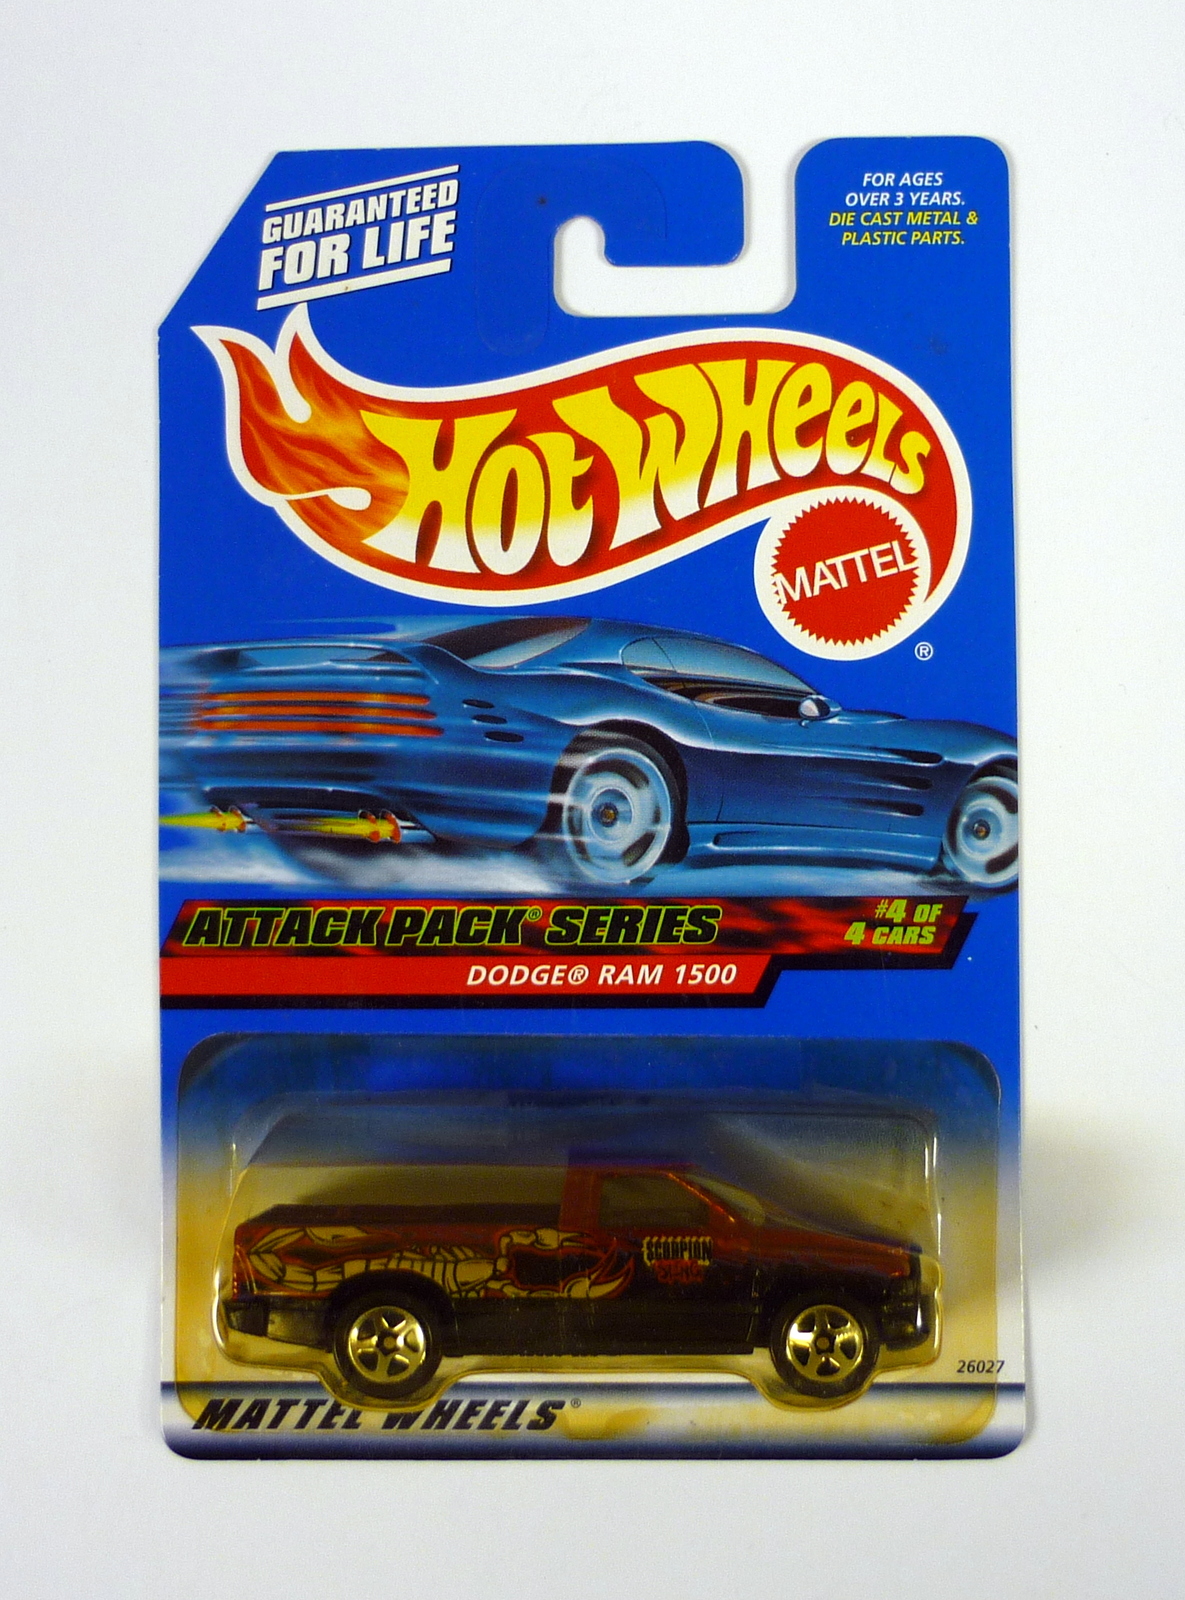 GUARANTEED
FOR LIFE
FOR AGES
OVER 3 YEARS.
DIE CAST METAL &
PLASTIC PARTS.
HOT WHEELS
MATTEL
®
ATTACK PACK® SERIES
#4 OF
4 CARS
DODGE® RAM 1500
SCORPION
STING
26027
MATTEL WHEELS®